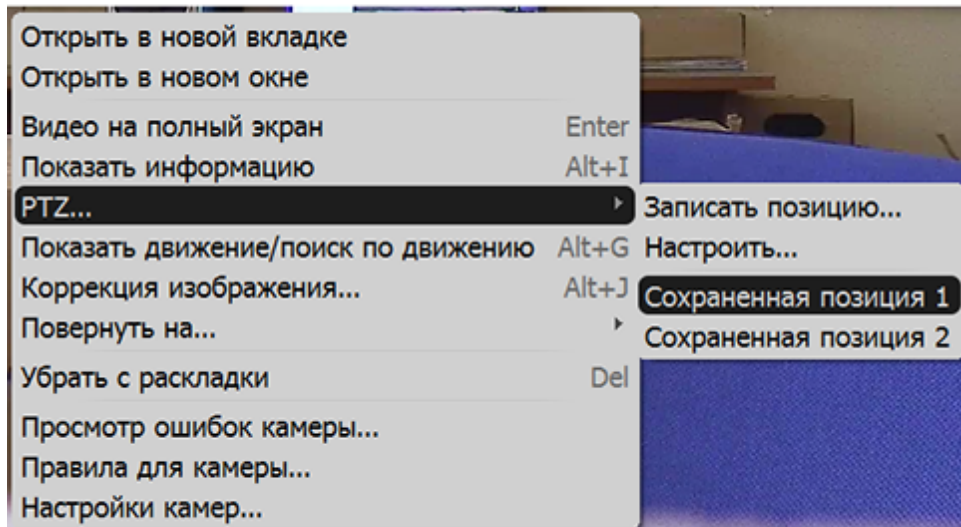 Открыть в новой вкладке
Открыть в новом окне
Видео на полный экран Enter
Показать информацию Alt+I
PTZ...
Показать движение/поиск по движению Alt+G
Коррекция изображения... Alt+J
Повернуть на...
Убрать с раскладки Del
Просмотр ошибок камеры...
Правила для камеры...
Настройки камер...
Записать позицию...
Настроить...
Сохраненная позиция 1
Сохраненная позиция 2